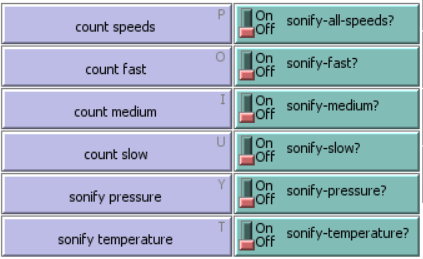 count speeds P On Off sonify-all-speeds?
count fast O On Off sonify-fast?
count medium I On Off sonify-medium?
count slow U On Off sonify-slow?
sonify pressure Y On Off sonify-pressure?
sonify temperature T On Off sonify-temperature?